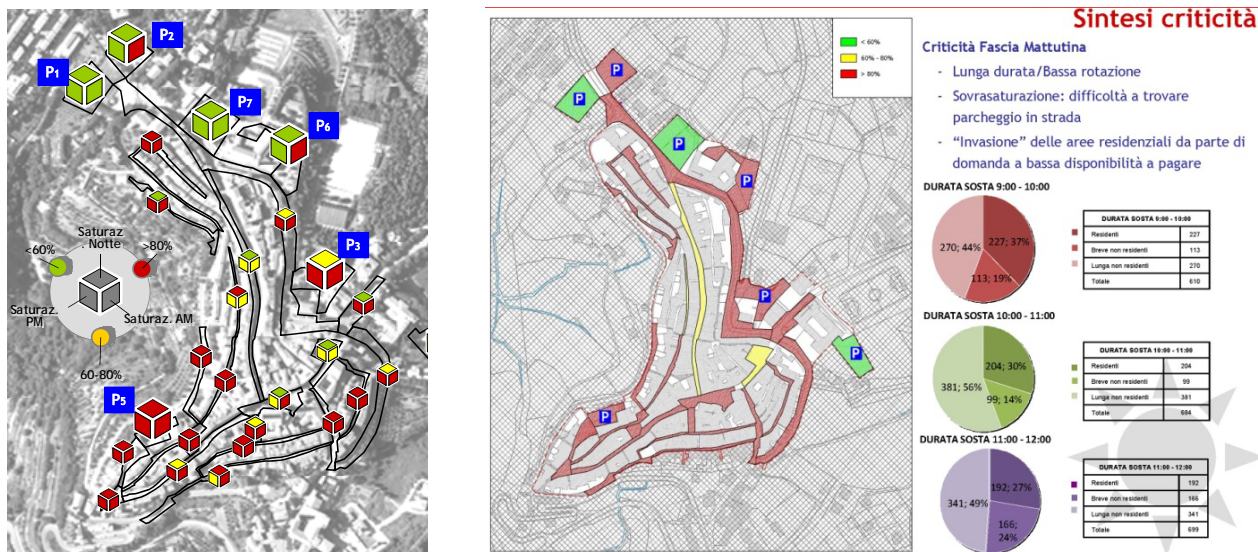 P2
P1
P7
P6
P3
P5
Saturaz
. Notte
<60%
>80%
Saturaz.
PM
Saturaz. AM
60-80%
< 60%
60% - 80%
> 80%
P
P
P
P
P
P
Sintesi criticità
Criticità Fascia Mattutina
- Lunga durata/Bassa rotazione
- Sovrasaturazione: difficoltà a trovare
parcheggio in strada
- “Invasione” delle aree residenziali da parte di
domanda a bassa disponibilità a pagare
DURATA SOSTA 9:00 - 10:00
270; 44%
227; 37%
113; 19%
DURATA SOSTA 9:00 - 10:00
Residenti 227
Breve non residenti 113
Lunga non residenti 270
Totale 610
DURATA SOSTA 10:00 - 11:00
381; 56%
204; 30%
99; 14%
DURATA SOSTA 10:00 - 11:00
Residenti 204
Breve non residenti 99
Lunga non residenti 381
Totale 684
DURATA SOSTA 11:00 - 12:00
341; 49%
192; 27%
166;
24%
DURATA SOSTA 11:00 - 12:00
Residenti 192
Breve non residenti 166
Lunga non residenti 341
Totale 699